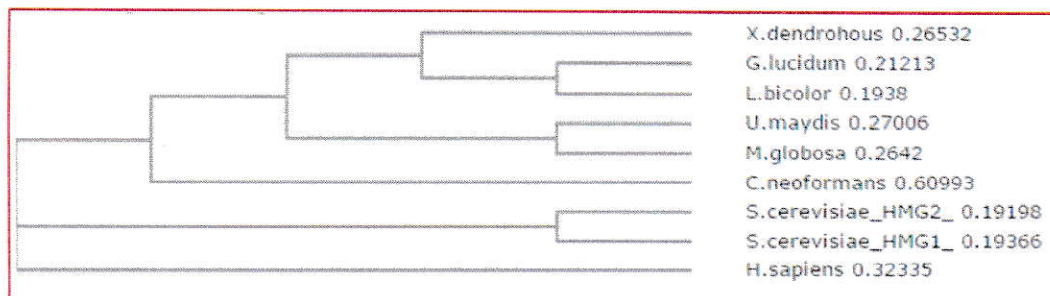 X.dendrohous 0.26532
G.lucidum 0.21213
L.bicolor 0.1938
U.maydis 0.27006
M.globosa 0.2642
C.neoformans 0.60993
S.cerevisiae_HMG2_ 0.19198
S.cerevisiae_HMG1_ 0.19366
H.sapiens 0.32335